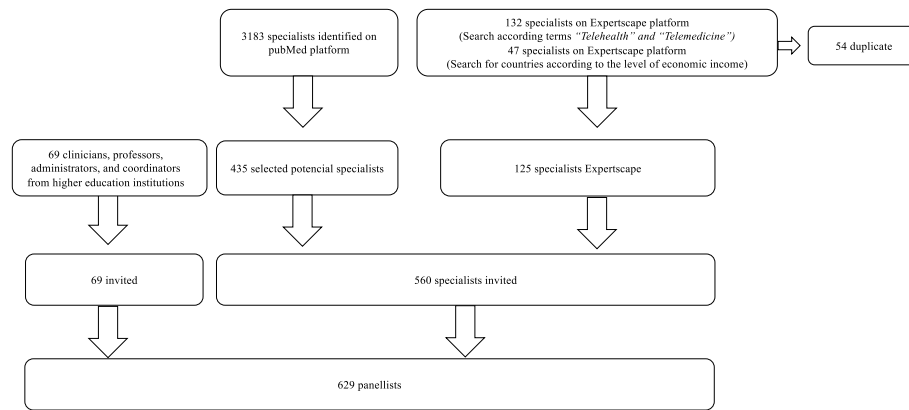 3183 specialists identified on
pubMed platform
132 specialists on Expertscape platform
(Search according terms “Telehealth” and “Telemedicine”)
47 specialists on Expertscape platform
(Search for countries according to the level of economic income)
54 duplicate
69 clinicians, professors,
administrators, and coordinators
from higher education institutions
435 selected potencial specialists
125 specialists Expertscape
69 invited
560 specialists invited
629 panellists